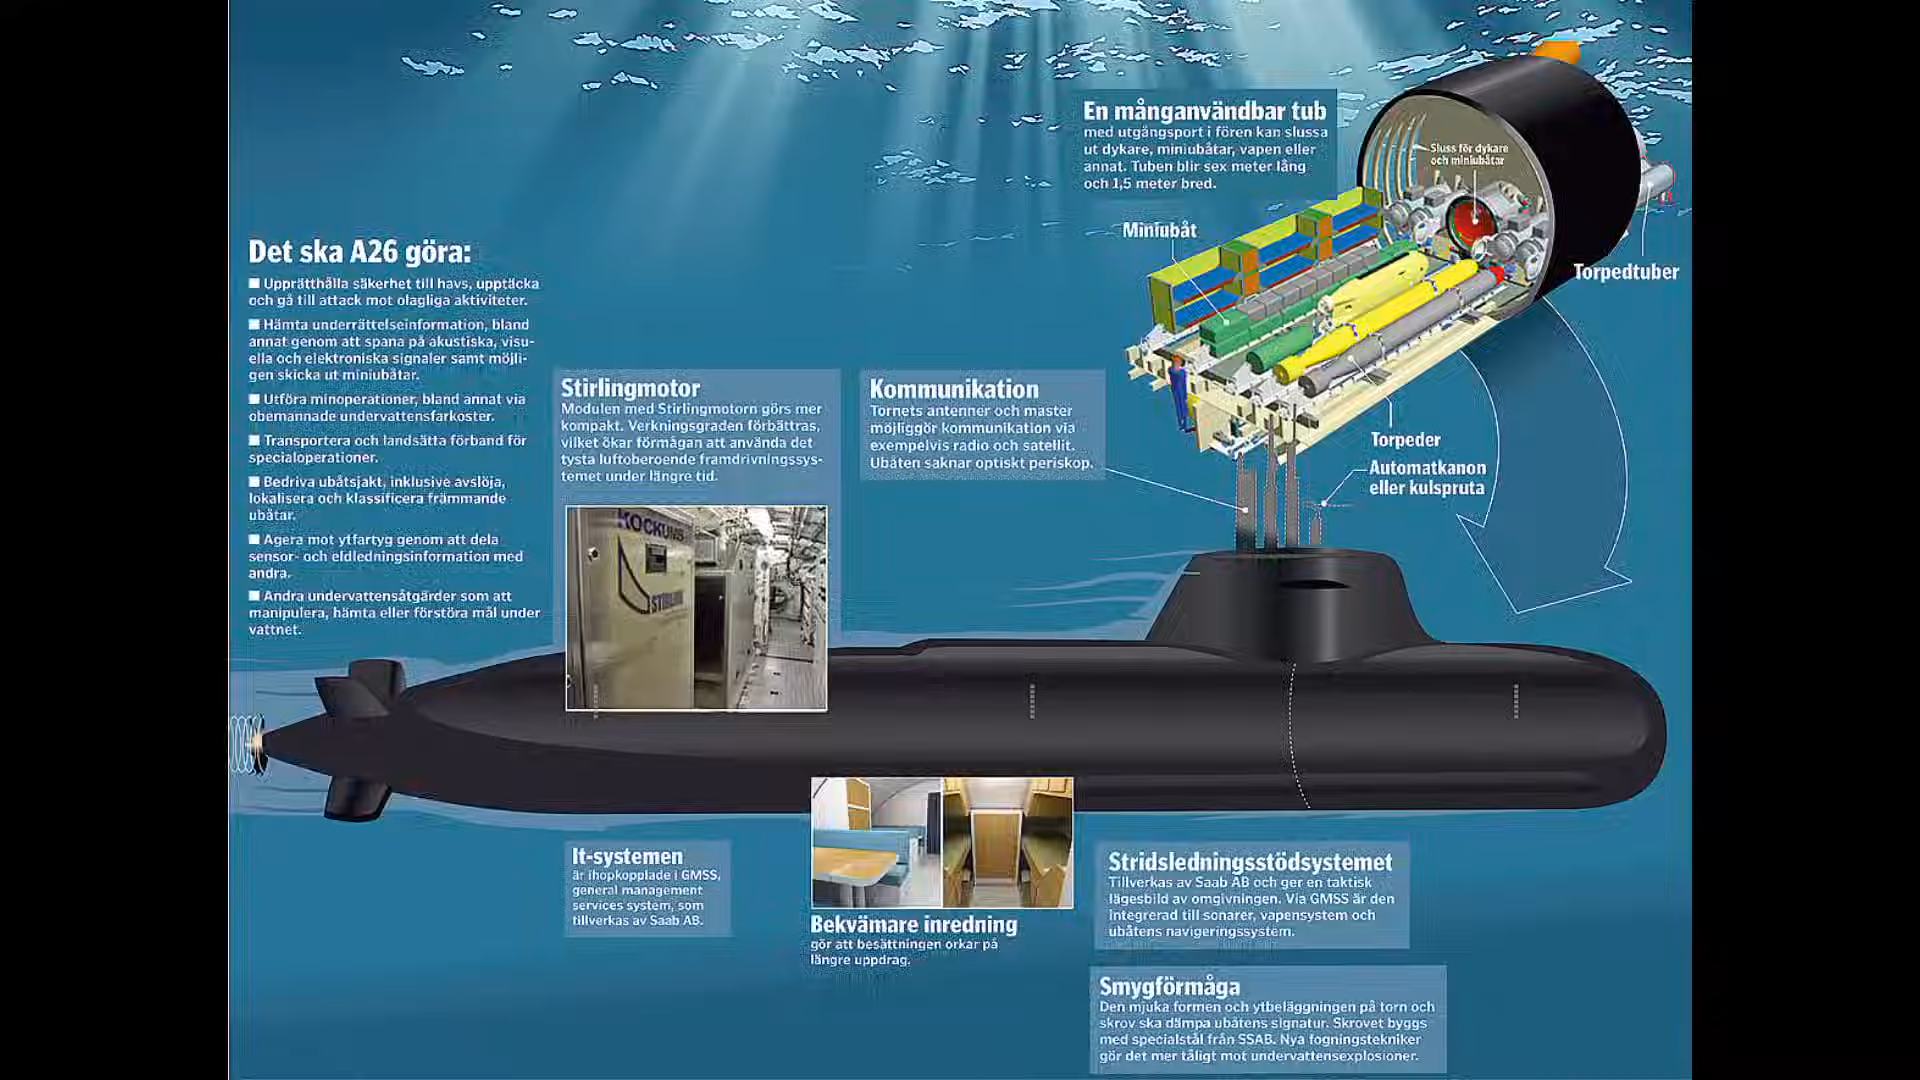 En månganvändbar tub
med utgångsport i fören kan slussa
ut dykare, miniubåtar, vapen eller
annat. Tuben blir sex meter lång
och 1,5 meter bred.
Sluss för dykare
och miniubåtar
Miniubåt
Torpedtuber
Torpeder
Automatkanon
eller kulspruta
Det ska A26 göra:
Upprätthålla säkerhet till havs, upptäcka
och gå till attack mot olagliga aktiviteter.
Hämta underrättelseinformation, bland
annat genom att spana på akustiska, visu-
ella och elektroniska signaler samt möjli-
gen skicka ut miniubåtar.
Utföra minoperationer, bland annat via
obemannade undervattensfarkoster.
Transportera och landsätta förband för
specialoperationer.
Bedriva ubåtsjakt, inklusive avslöja,
lokalisera och klassificera främmande
ubåtar.
Agera mot ytfartyg genom att dela
sensor- och eldledningsinformation med
andra.
Andra undervattensåtgärder som att
manipulera, hämta eller förstöra mål under
vattnet.
Stirlingmotor
Modulen med Stirlingmotorn görs mer
kompakt. Verkningsgraden förbättras,
vilket ökar förmågan att använda det
tysta luftoberoende framdrivningssys-
temet under längre tid.
KOCKUMS
STIRLING
Kommunikation
Tornets antenner och master
möjliggör kommunikation via
exempelvis radio och satellit.
Ubåten saknar optiskt periskop.
It-systemen
är ihopkopplade i GMSS,
general management
services system, som
tillverkas av Saab AB.
Bekvämare inredning
gör att besättningen orkar på
längre uppdrag.
Stridsledningsstödsystemet
Tillverkas av Saab AB och ger en taktisk
lägesbild av omgivningen. Via GMSS är den
integrerad till sonarer, vapensystem och
ubåtens navigeringssystem.
Smygförmåga
Den mjuka formen och ytbeläggningen på torn och
skrov ska dämpa ubåtens signatur. Skrovet byggs
med specialstål från SSAB. Nya fogningstekniker
gör det mer tåligt mot undervattensexplosioner.